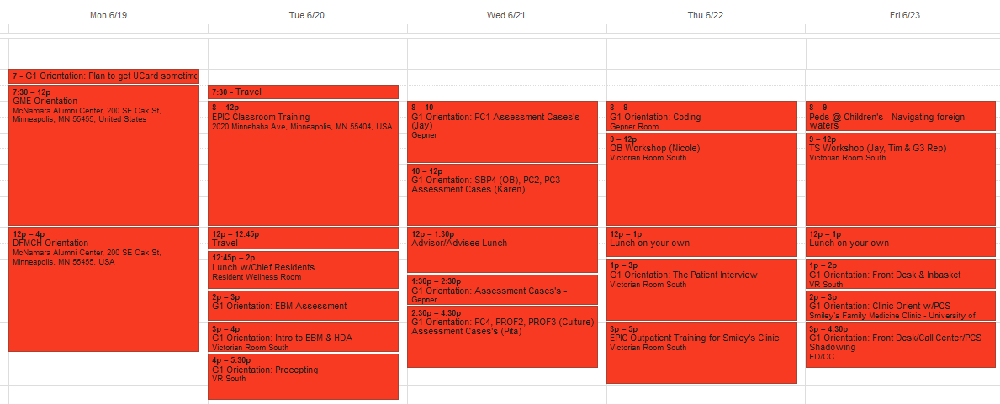 Mon 6/19
Tue 6/20
Wed 6/21
Thu 6/22
Fri 6/23
7 - G1 Orientation: Plan to get UCard sometime
7:30 – 12p
GME Orientation
McNamara Alumni Center, 200 SE Oak St,
Minneapolis, MN 55455, United States
12p – 4p
DFMCH Orientation
McNamara Alumni Center, 200 SE Oak St,
Minneapolis, MN 55455, USA
7:30 - Travel
8 – 12p
EPIC Classroom Training
2020 Minnehaha Ave, Minneapolis, MN 55404, USA
12p – 12:45p
Travel
12:45p – 2p
Lunch w/Chief Residents
Resident Wellness Room
2p – 3p
G1 Orientation: EBM Assessment
3p – 4p
G1 Orientation: Intro to EBM & HDA
Victorian Room South
4p – 5:30p
G1 Orientation: Precepting
VR South
8 – 10
G1 Orientation: PC1 Assessment Cases's
(Jay)
Gepner
10 – 12p
G1 Orientation: SBP4 (OB), PC2, PC3
Assessment Cases (Karen)
12p – 1:30p
Advisor/Advisee Lunch
1:30p – 2:30p
G1 Orientation: Assessment Cases's -
Gepner
2:30p – 4:30p
G1 Orientation: PC4, PROF2, PROF3 (Culture)
Assessment Cases's (Pita)
8 – 9
G1 Orientation: Coding
Gepner Room
9 – 12p
OB Workshop (Nicole)
Victorian Room South
12p – 1p
Lunch on your own
1p – 3p
G1 Orientation: The Patient Interview
Victorian Room South
3p – 5p
EPIC Outpatient Training for Smiley's Clinic
Victorian Room South
8 – 9
Peds @ Children's - Navigating foreign
waters
9 – 12p
TS Workshop (Jay, Tim & G3 Rep)
Victorian Room South
12p – 1p
Lunch on your own
1p – 2p
G1 Orientation: Front Desk & Inbasket
VR South
2p – 3p
G1 Orientation: Clinic Orient w/PCS
Smiley's Family Medicine Clinic - University of
3p – 4:30p
G1 Orientation: Front Desk/Call Center/PCS
Shadowing
FD/CC